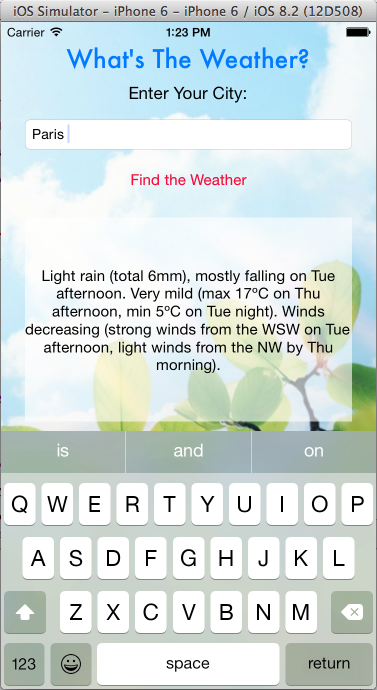 iOS Simulator - iPhone 6 - iPhone 6 / iOS 8.2 (12D508)
Carrier 1:23 PM
What's The Weather?
Enter Your City:
Paris
Find the Weather
Light rain (total 6mm), mostly falling on Tue
afternoon. Very mild (max 17ºC on Thu
afternoon, min 5ºC on Tue night). Winds
decreasing (strong winds from the WSW on Tue
afternoon, light winds from the NW by Thu
morning).
is and on
Q W E R T Y U I O P
A S D F G H J K L
Z X C V B N M
123 space return